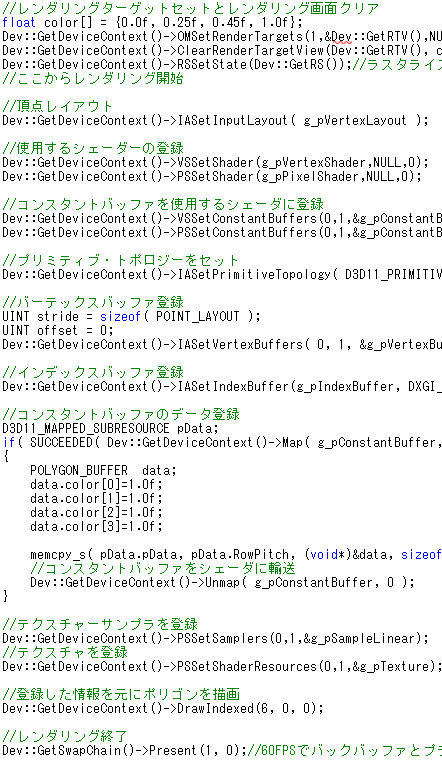 //レンダリングターゲットセットとレンダリング画面クリア
float color[] = {0.0f, 0.25f, 0.45f, 1.0f};
Dev::GetDeviceContext()->OMSetRenderTargets(1,&Dev::GetRTV(),NU
Dev::GetDeviceContext()->ClearRenderTargetView(Dev::GetRTV(), c
Dev::GetDeviceContext()->RSSetState(Dev::GetRS());//ラスタライズ
//ここからレンダリング開始
//頂点レイアウト
Dev::GetDeviceContext()->IASetInputLayout( g_pVertexLayout );
//使用するシェーダーの登録
Dev::GetDeviceContext()->VSSetShader(g_pVertexShader,NULL,0);
Dev::GetDeviceContext()->PSSetShader(g_pPixelShader,NULL,0);
//コンスタントバッファを使用するシェーダに登録
Dev::GetDeviceContext()->VSSetConstantBuffers(0,1,&g_pConstantB
Dev::GetDeviceContext()->PSSetConstantBuffers(0,1,&g_pConstantB
//プリミティブ・トポロジーをセット
Dev::GetDeviceContext()->IASetPrimitiveTopology( D3D11_PRIMITIV
//バーテックスバッファ登録
UINT stride = sizeof( POINT_LAYOUT );
UINT offset = 0;
Dev::GetDeviceContext()->IASetVertexBuffers( 0, 1, &g_pVertexBu
//インデックスバッファ登録
Dev::GetDeviceContext()->IASetIndexBuffer(g_pIndexBuffer, DXGI_
//コンスタントバッファのデータ登録
D3D11_MAPPED_SUBRESOURCE pData;
if( SUCCEEDED( Dev::GetDeviceContext()->Map( g_pConstantBuffer,
{
POLYGON_BUFFER  data;
data.color[0]=1.0f;
data.color[1]=1.0f;
data.color[2]=1.0f;
data.color[3]=1.0f;
memcpy_s( pData.pData, pData.RowPitch, (void*)&data, sizeof
//コンスタントバッファをシェーダに輸送
Dev::GetDeviceContext()->Unmap( g_pConstantBuffer, 0 );
}
//テクスチャーサンプラを登録
Dev::GetDeviceContext()->PSSetSamplers(0,1,&g_pSampleLinear);
//テクスチャを登録
Dev::GetDeviceContext()->PSSetShaderResources(0,1,&g_pTexture);
//登録した情報を元にポリゴンを描画
Dev::GetDeviceContext()->DrawIndexed(6, 0, 0);
//レンダリング終了
Dev::GetSwapChain()->Present(1, 0);//60FPSでバックバッファとプラ